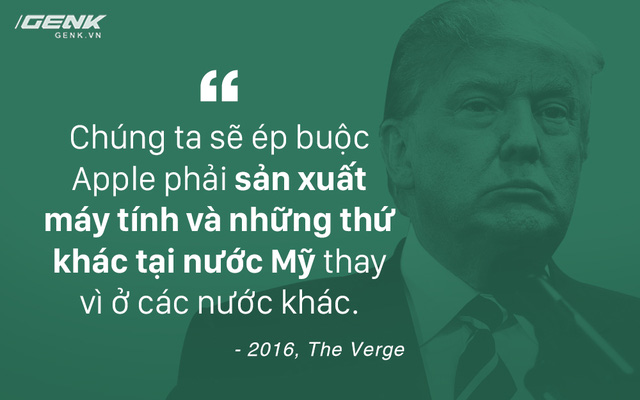 GENK
GENK.VN
“
Chúng ta sẽ ép buộc
Apple phải sản xuất
máy tính và những thứ
khác tại nước Mỹ thay
vì ở các nước khác.
- 2016, The Verge